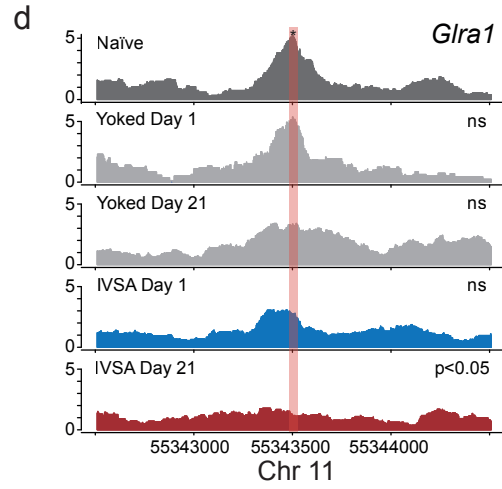 d
Glra1
Naïve
*
5
0
Yoked Day 1
ns
5
0
Yoked Day 21
ns
5
0
IVSA Day 1
ns
5
0
IVSA Day 21
p<0.05
5
0
55343000 55343500 55344000
Chr 11